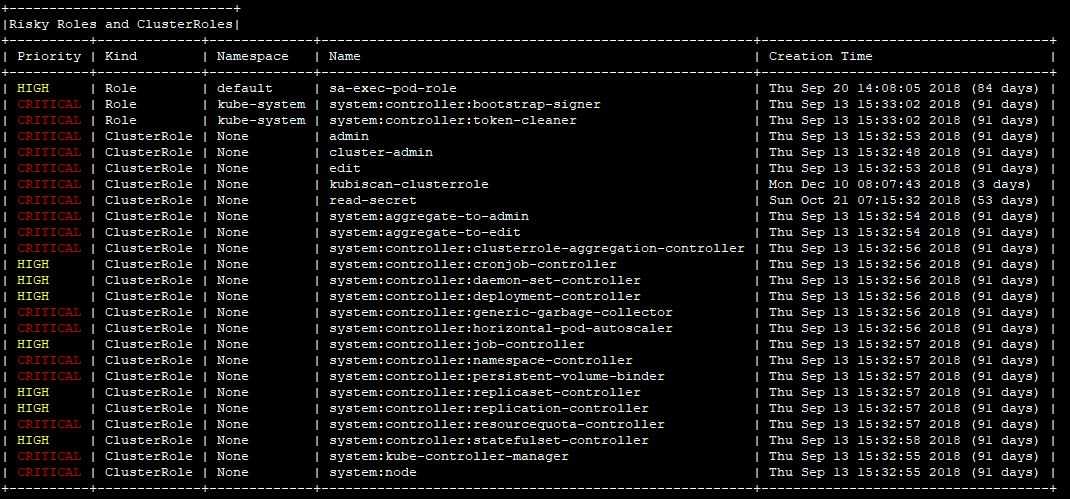 |Risky Roles and ClusterRoles|
| Priority | Kind | Namespace | Name | Creation Time |
| HIGH | Role | default | sa-exec-pod-role | Thu Sep 20 14:08:05 2018 (84 days) |
| CRITICAL | Role | kube-system | system:controller:bootstrap-signer | Thu Sep 13 15:33:02 2018 (91 days) |
| CRITICAL | Role | kube-system | system:controller:token-cleaner | Thu Sep 13 15:33:02 2018 (91 days) |
| CRITICAL | ClusterRole | None | admin | Thu Sep 13 15:32:53 2018 (91 days) |
| CRITICAL | ClusterRole | None | cluster-admin | Thu Sep 13 15:32:48 2018 (91 days) |
| CRITICAL | ClusterRole | None | edit | Thu Sep 13 15:32:53 2018 (91 days) |
| CRITICAL | ClusterRole | None | kubiscan-clusterrole | Mon Dec 10 08:07:43 2018 (3 days) |
| CRITICAL | ClusterRole | None | read-secret | Sun Oct 21 07:15:32 2018 (53 days) |
| CRITICAL | ClusterRole | None | system:aggregate-to-admin | Thu Sep 13 15:32:54 2018 (91 days) |
| CRITICAL | ClusterRole | None | system:aggregate-to-edit | Thu Sep 13 15:32:54 2018 (91 days) |
| CRITICAL | ClusterRole | None | system:controller:clusterrole-aggregation-controller | Thu Sep 13 15:32:56 2018 (91 days) |
| HIGH | ClusterRole | None | system:controller:cronjob-controller | Thu Sep 13 15:32:56 2018 (91 days) |
| HIGH | ClusterRole | None | system:controller:daemon-set-controller | Thu Sep 13 15:32:56 2018 (91 days) |
| HIGH | ClusterRole | None | system:controller:deployment-controller | Thu Sep 13 15:32:56 2018 (91 days) |
| CRITICAL | ClusterRole | None | system:controller:generic-garbage-collector | Thu Sep 13 15:32:56 2018 (91 days) |
| CRITICAL | ClusterRole | None | system:controller:horizontal-pod-autoscaler | Thu Sep 13 15:32:56 2018 (91 days) |
| HIGH | ClusterRole | None | system:controller:job-controller | Thu Sep 13 15:32:57 2018 (91 days) |
| CRITICAL | ClusterRole | None | system:controller:namespace-controller | Thu Sep 13 15:32:57 2018 (91 days) |
| CRITICAL | ClusterRole | None | system:controller:persistent-volume-binder | Thu Sep 13 15:32:57 2018 (91 days) |
| HIGH | ClusterRole | None | system:controller:replicaset-controller | Thu Sep 13 15:32:57 2018 (91 days) |
| HIGH | ClusterRole | None | system:controller:replication-controller | Thu Sep 13 15:32:57 2018 (91 days) |
| CRITICAL | ClusterRole | None | system:controller:resourcequota-controller | Thu Sep 13 15:32:57 2018 (91 days) |
| HIGH | ClusterRole | None | system:controller:statefulset-controller | Thu Sep 13 15:32:58 2018 (91 days) |
| CRITICAL | ClusterRole | None | system:kube-controller-manager | Thu Sep 13 15:32:55 2018 (91 days) |
| CRITICAL | ClusterRole | None | system:node | Thu Sep 13 15:32:55 2018 (91 days) |